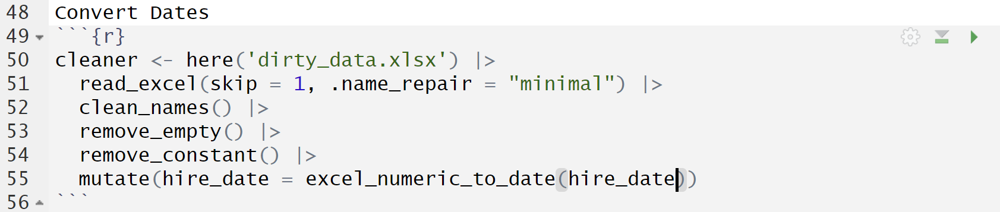 48 Convert Dates
49 ```{r}
50 cleaner <- here('dirty_data.xlsx') |>
51   read_excel(skip = 1, .name_repair = "minimal") |>
52   clean_names() |>
53   remove_empty() |>
54   remove_constant() |>
55   mutate(hire_date = excel_numeric_to_date(hire_date))
56 ```